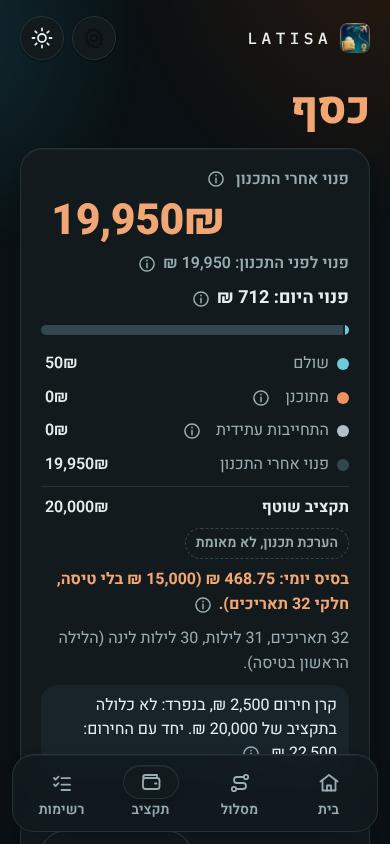 LATISA
כסף
פנוי אחרי התכנון
19,950₪
פנוי לפני התכנון: 19,950 ₪
פנוי היום: 712 ₪
שולם 50₪
מתוכנן 0₪
התחייבות עתידית 0₪
פנוי אחרי התכנון 19,950₪
תקציב שוטף 20,000₪
הערכת תכנון, לא מאומת
בסיס יומי: 468.75 ₪ (15,000 ₪ בלי טיסה,
חלקי 32 תאריכים).
32 תאריכים, 31 לילות, 30 לילות לינה (הלילה
הראשון בטיסה).
קרן חירום 2,500 ₪, בנפרד: לא כלולה
בתקציב של 20,000 ₪. יחד עם החירום:
22,500 ₪
בית
מסלול
תקציב
רשימות